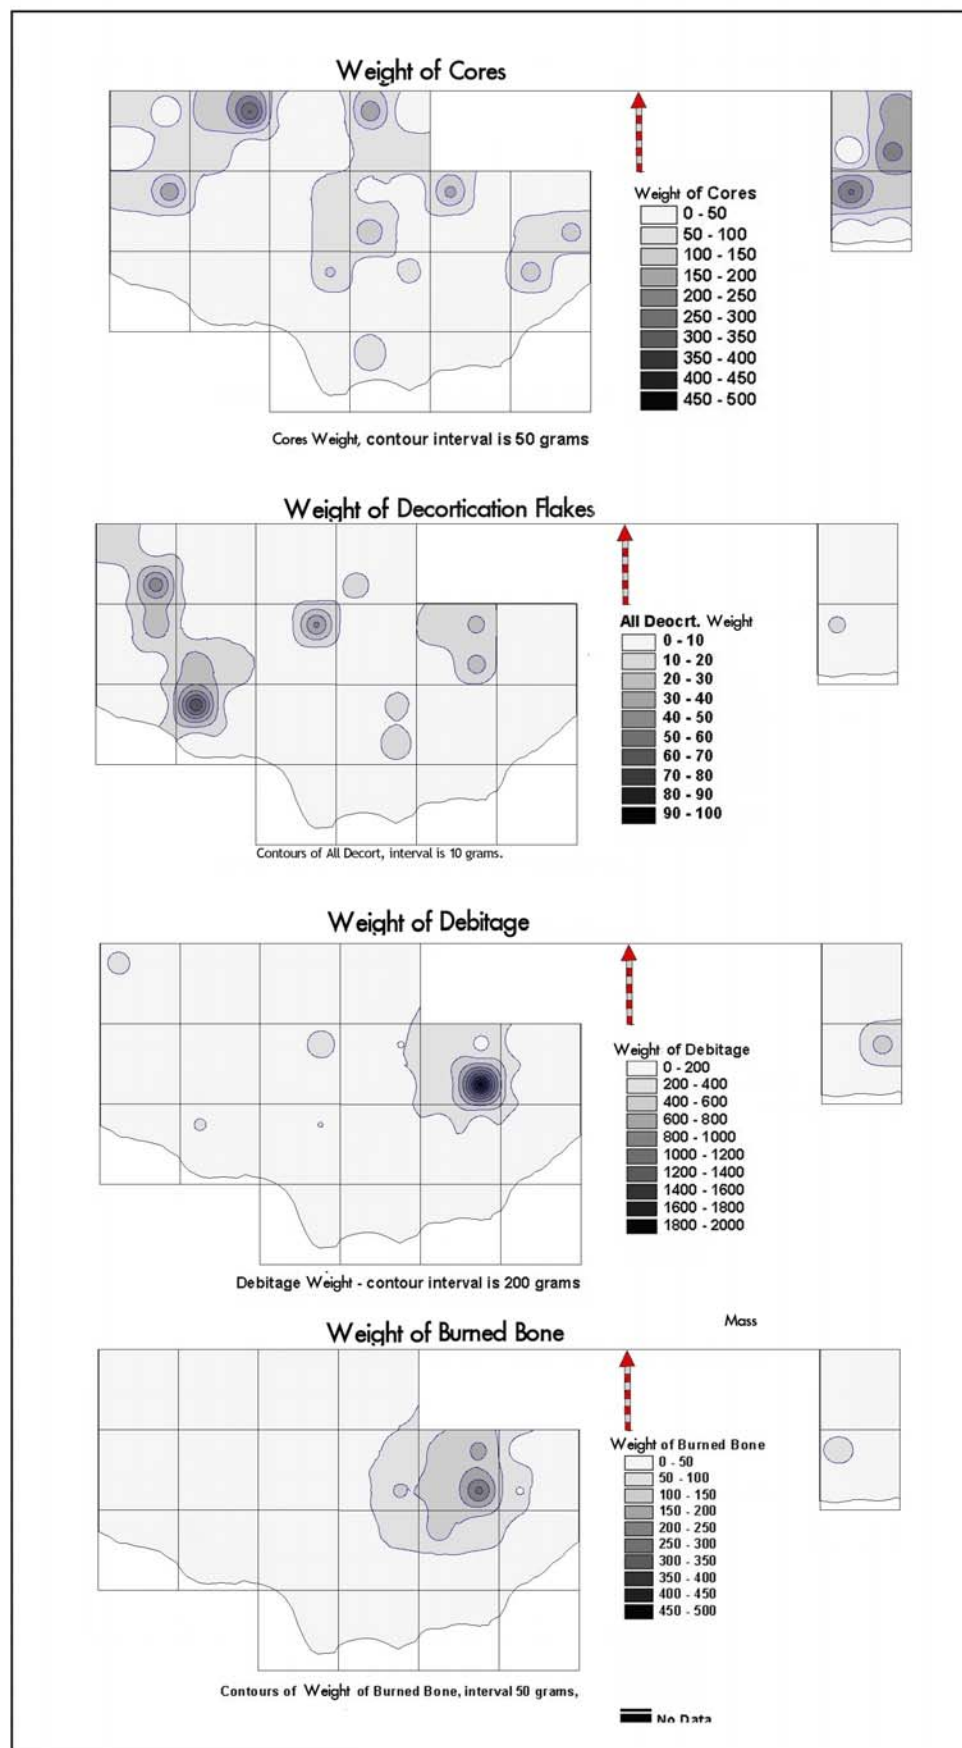 Weight of Cores
Weight of Cores
0 - 50
50 - 100
100 - 150
150 - 200
200 - 250
250 - 300
300 - 350
350 - 400
400 - 450
450 - 500
Cores Weight, contour interval is 50 grams
Weight of Decortication Flakes
All Deocrt. Weight
0 - 10
10 - 20
20 - 30
30 - 40
40 - 50
50 - 60
60 - 70
70 - 80
80 - 90
90 - 100
Contours of All Decort, interval is 10 grams.
Weight of Debitage
Weight of Debitage
0 - 200
200 - 400
400 - 600
600 - 800
800 - 1000
1000 - 1200
1200 - 1400
1400 - 1600
1600 - 1800
1800 - 2000
Debitage Weight - contour interval is 200 grams
Mass
Weight of Burned Bone
Weight of Burned Bone
0 - 50
50 - 100
100 - 150
150 - 200
200 - 250
250 - 300
300 - 350
350 - 400
400 - 450
450 - 500
Contours of Weight of Burned Bone, interval 50 grams,
No Data